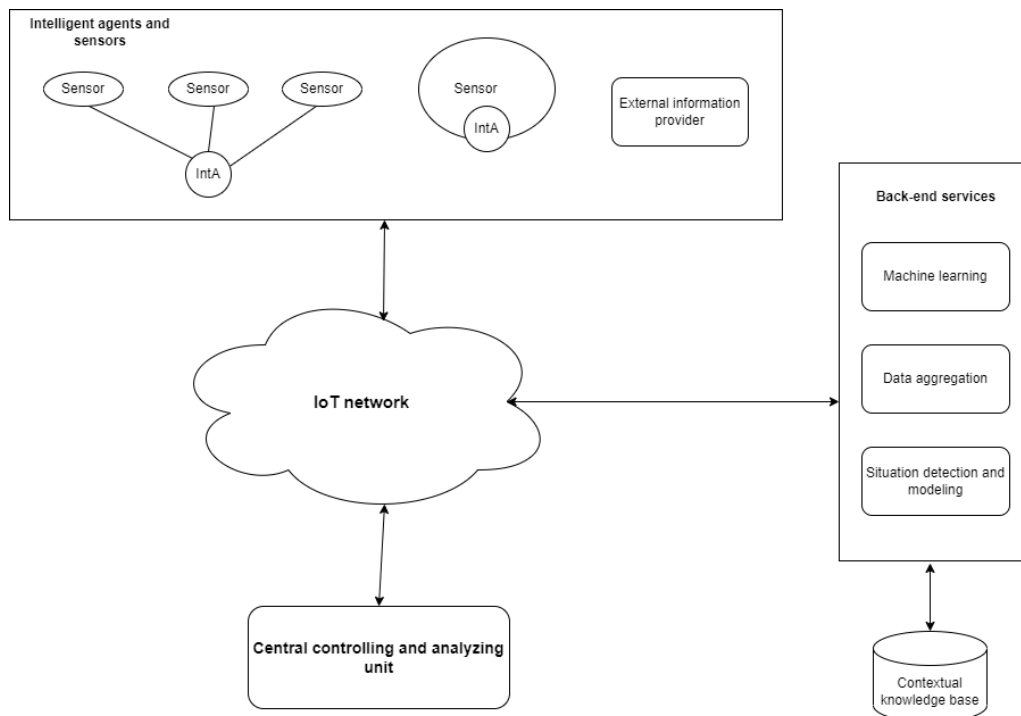 Intelligent agents and
sensors
Sensor
Sensor
Sensor
IntA
Sensor
IntA
External information
provider
Back-end services
Machine learning
Data aggregation
Situation detection and
modeling
IoT network
Central controlling and analyzing
unit
Contextual
knowledge base